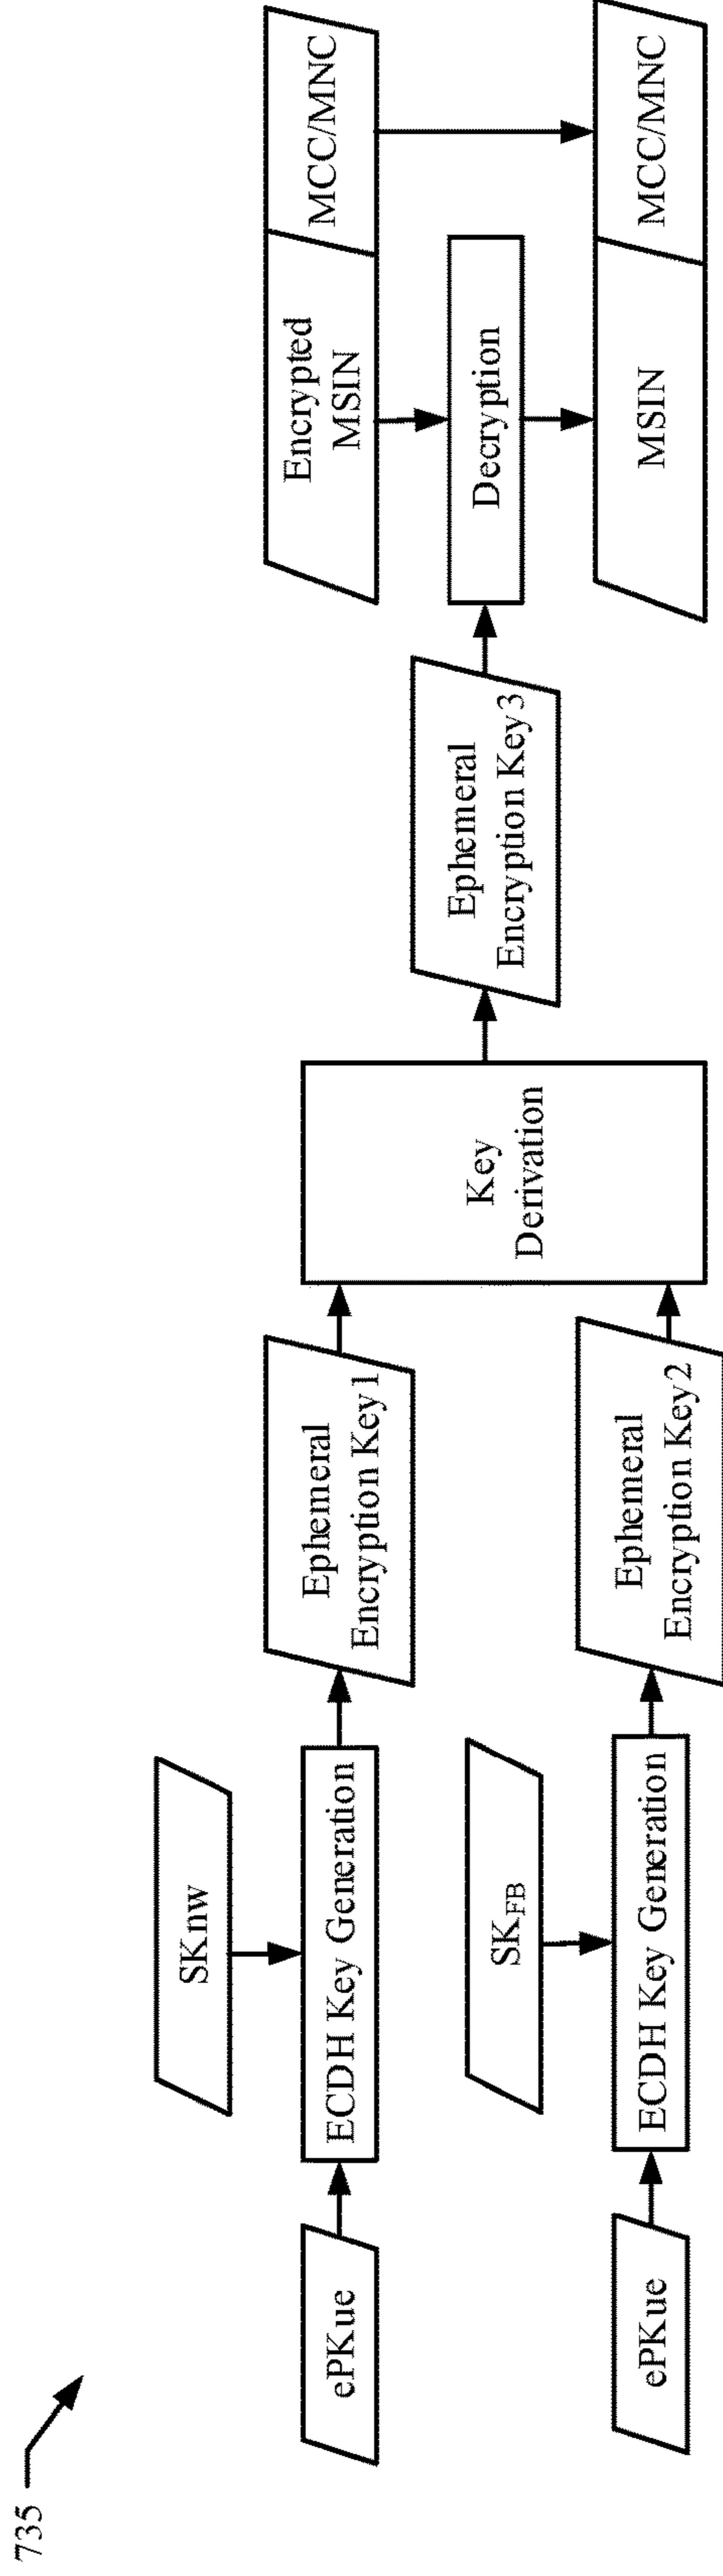 735
ePKue
SKnw
ECDH Key Generation
Ephemeral
Encryption Key1
ePKue
SKFB
ECDH Key Generation
Ephemeral
Encryption Key2
Key
Derivation
Ephemeral
Encryption Key3
Encrypted
MSIN
MCC/MNC
Decryption
MSIN
MCC/MNC